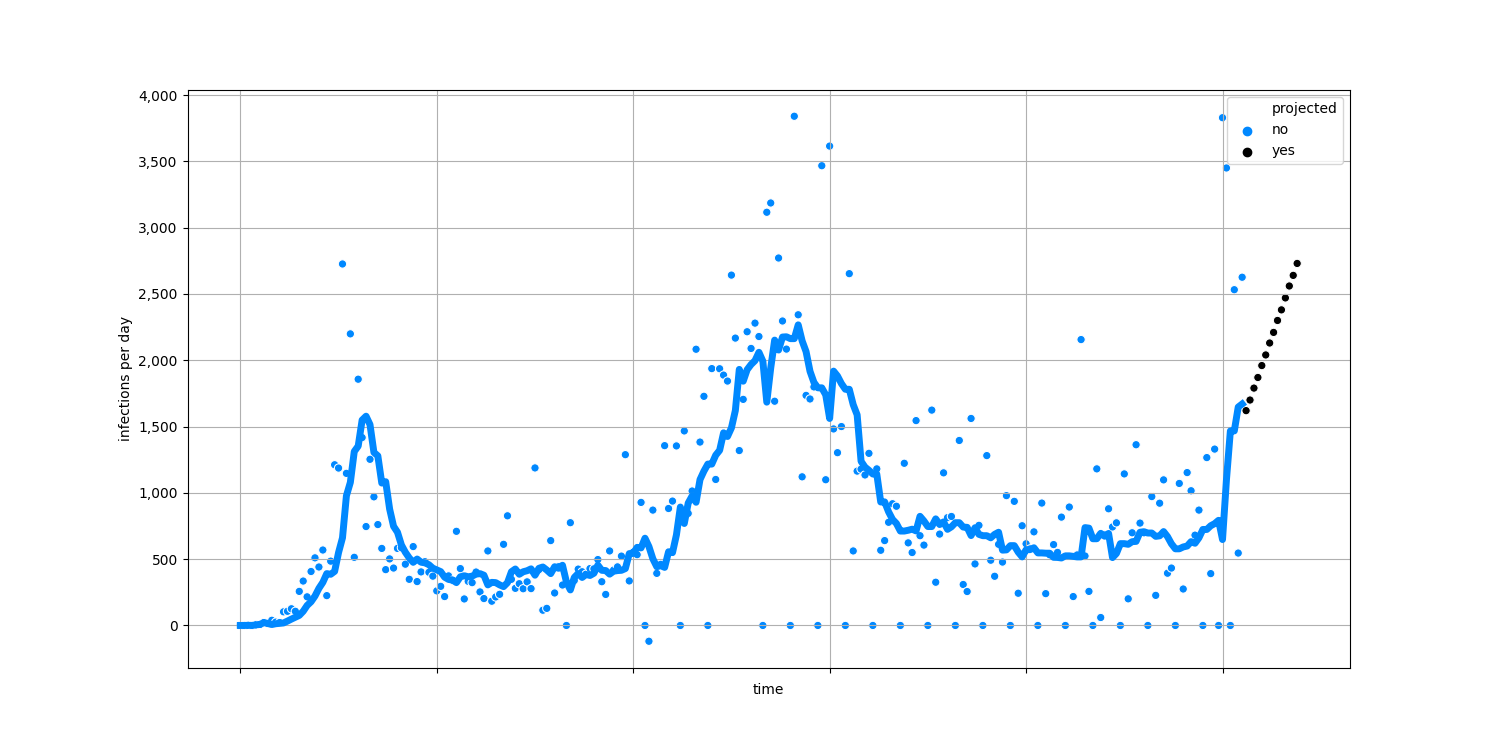 4,000
3,500
3,000
2,500
2,000
1,500
1,000
500
0
infections per day
time
projected
no
yes